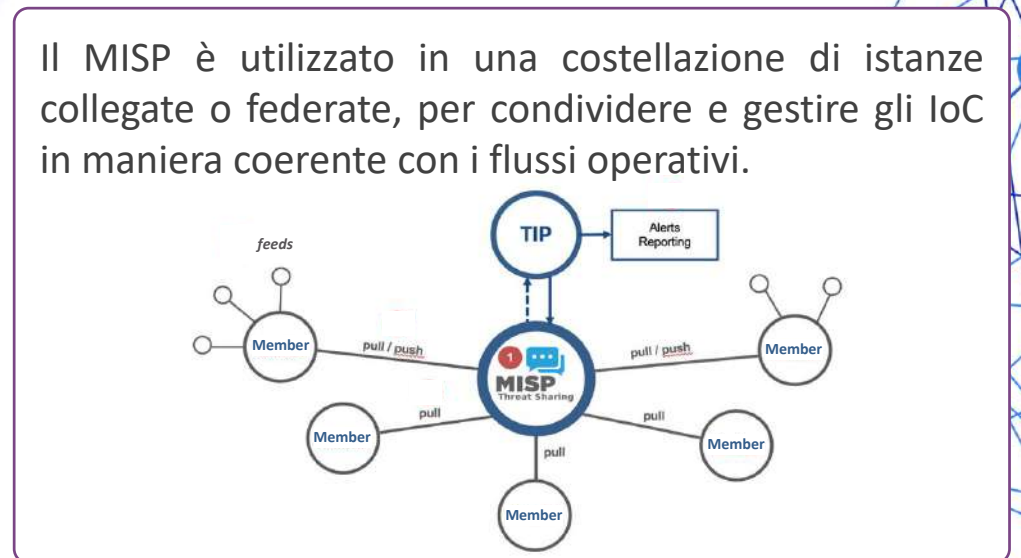 Il MISP è utilizzato in una costellazione di istanze
collegate o federate, per condividere e gestire gli IoC
in maniera coerente con i flussi operativi.
TIP
Alerts
Reporting
feeds
Member
pull / push
1
MISP
Threat Sharing
pull / push
Member
Member
pull
pull
Member
pull
Member